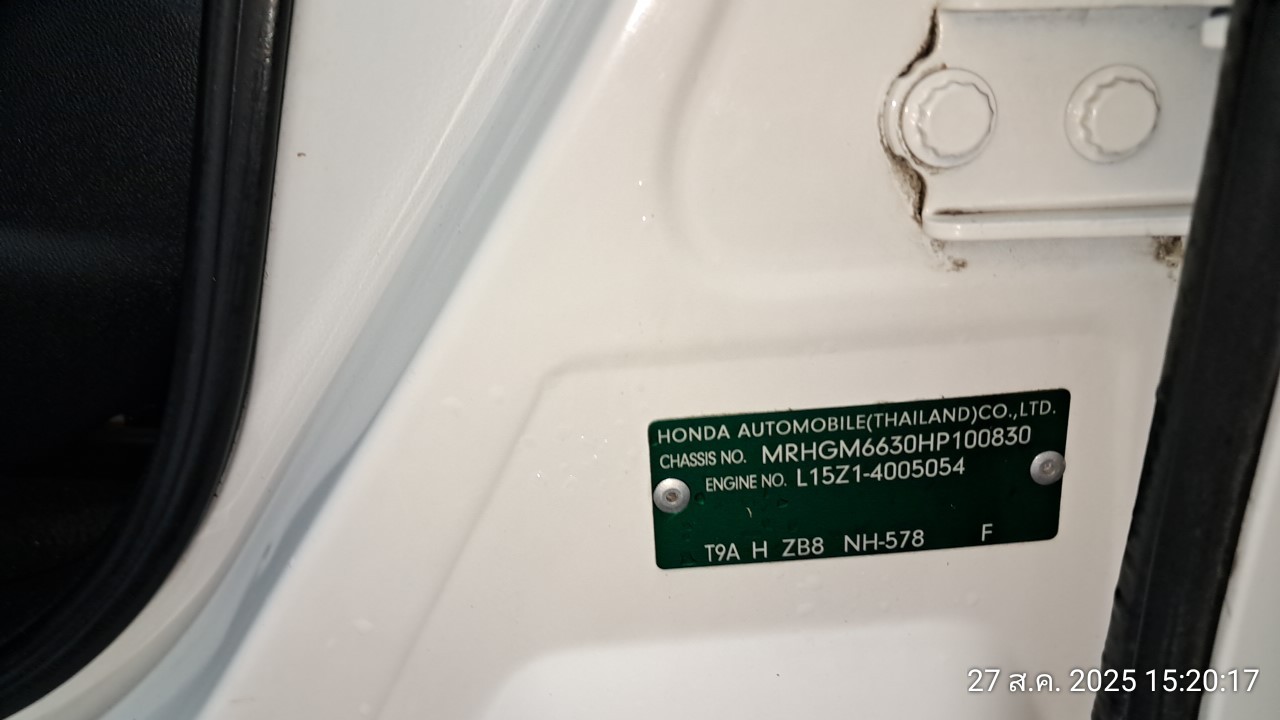 HONDA AUTOMOBILE(THAILAND)CO.,LTD.
CHASSIS NO. MRHGM6630HP100830
ENGINE NO. L15Z1-4005054
T9A H ZB8 NH-578 F
27 ส.ค. 2025 15:20:17